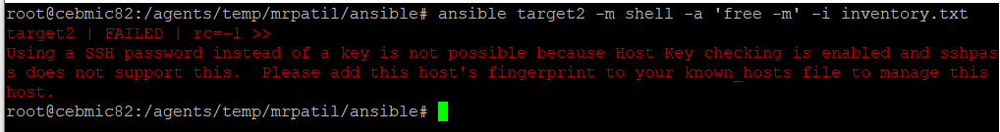 root@cebmic82:/agents/temp/mrpatil/ansible# ansible target2 -m shell -a 'free -m' -i inventory.txt
target2 | FAILED | rc=-1 >>
Using a SSH password instead of a key is not possible because Host Key checking is enabled and sshpas
s does not support this.  Please add this host's fingerprint to your known_hosts file to manage this
host.
root@cebmic82:/agents/temp/mrpatil/ansible#